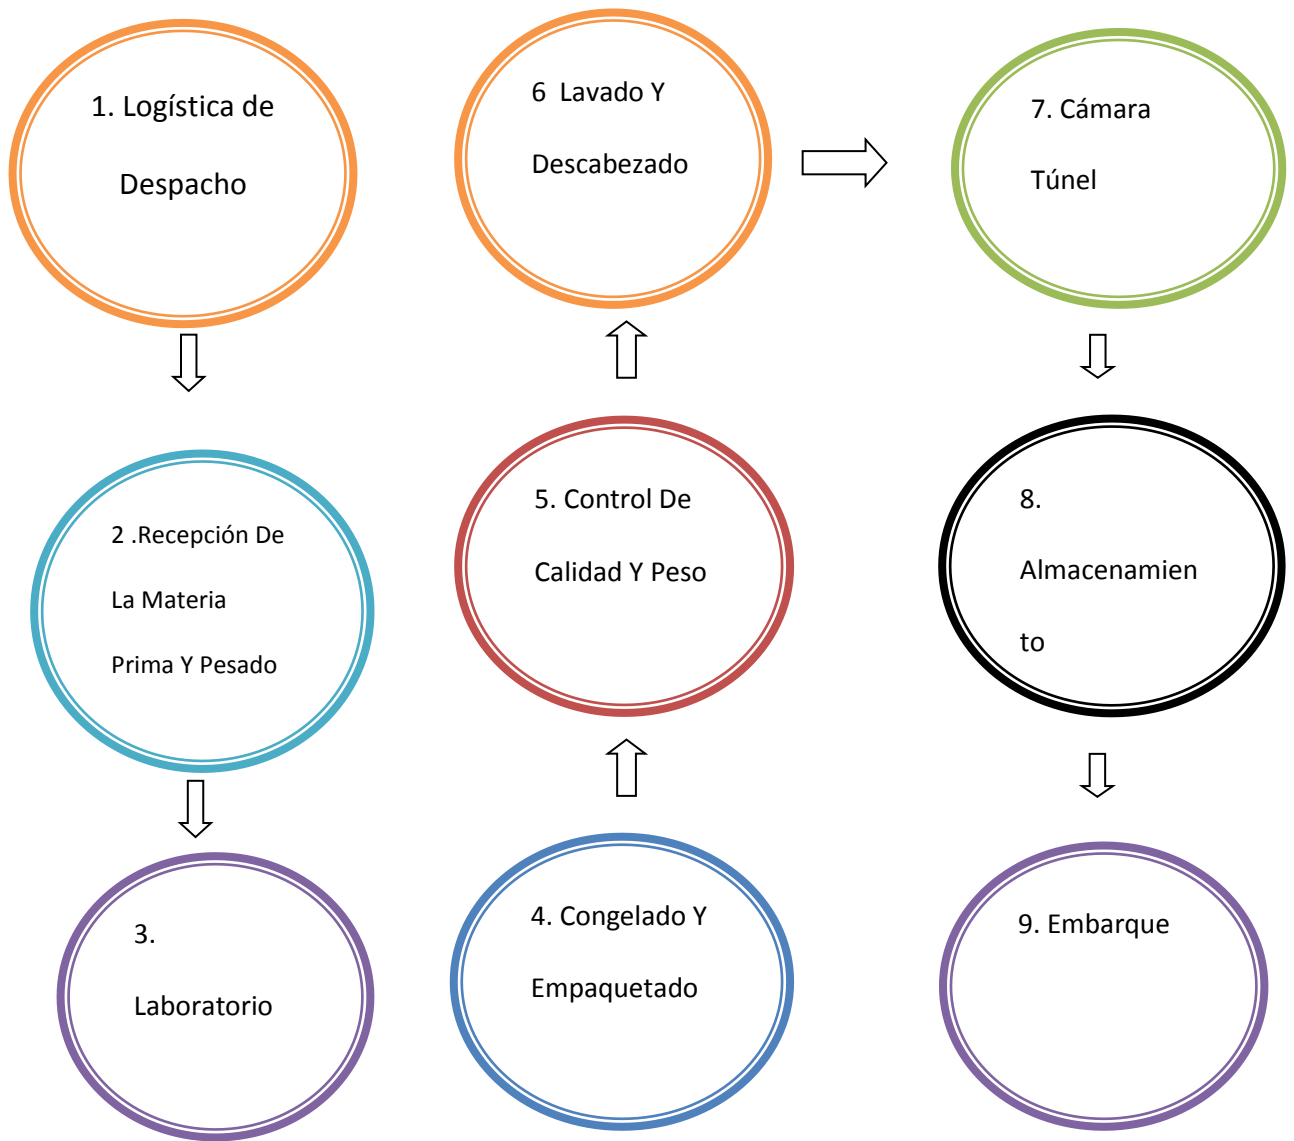 1. Logística de
Despacho
2 .Recepción De
La Materia
Prima Y Pesado
3.
Laboratorio
4. Congelado Y
Empaquetado
5. Control De
Calidad Y Peso
6  Lavado Y
Descabezado
7. Cámara
Túnel
8.
Almacenamien
to
9. Embarque